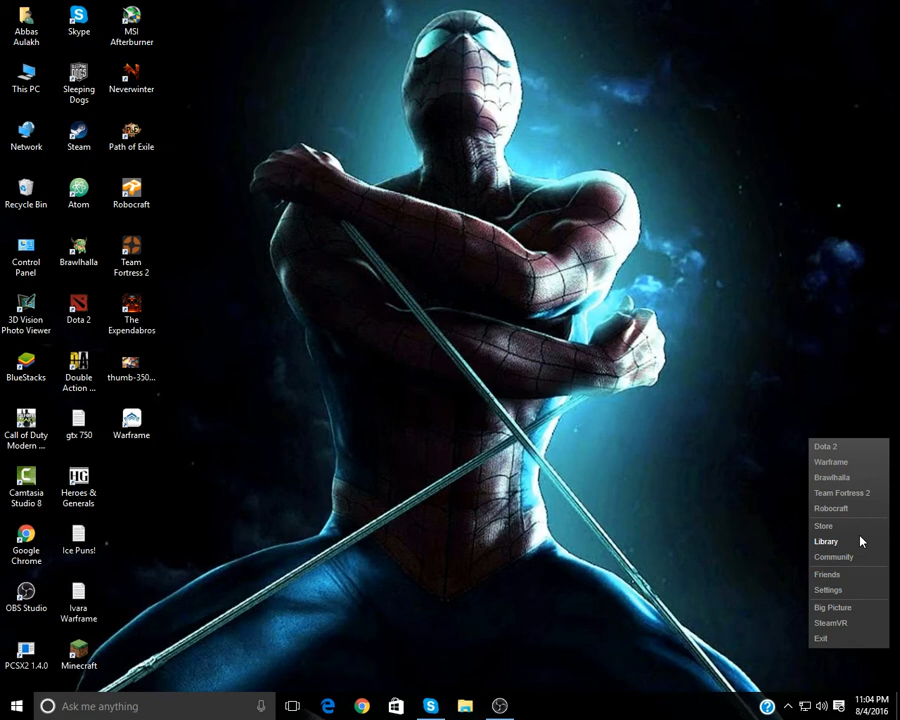 Abbas
Aulakh
Skype
MSI
Afterburner
This PC
Sleeping
Dogs
Neverwinter
Network
Steam
Path of Exile
Recycle Bin
Atom
Robocraft
Control
Panel
Brawlhalla
Team
Fortress 2
3D Vision
Photo Viewer
Dota 2
The
Expendabros
BlueStacks
Double
Action ...
thumb-350...
Call of Duty
Modern ...
gtx 750
Warframe
Camtasia
Studio 8
Heroes &
Generals
Google
Chrome
Ice Puns!
OBS Studio
Ivara
Warframe
PCSX2 1.4.0
Minecraft
Dota 2
Warframe
Brawlhalla
Team Fortress 2
Robocraft
Store
Library
Community
Friends
Settings
Big Picture
SteamVR
Exit
Ask me anything
11:04 PM
8/4/2016